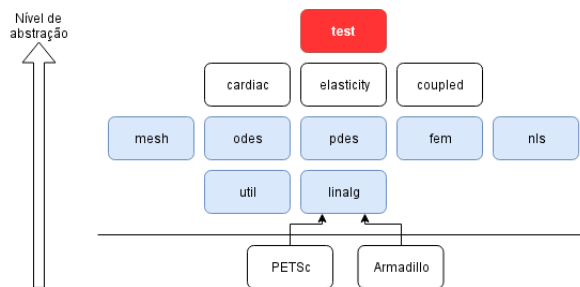 Nível de
abstração
test
cardiac elasticity coupled
mesh odes pdes fem nls
util linalg
PETSc Armadillo